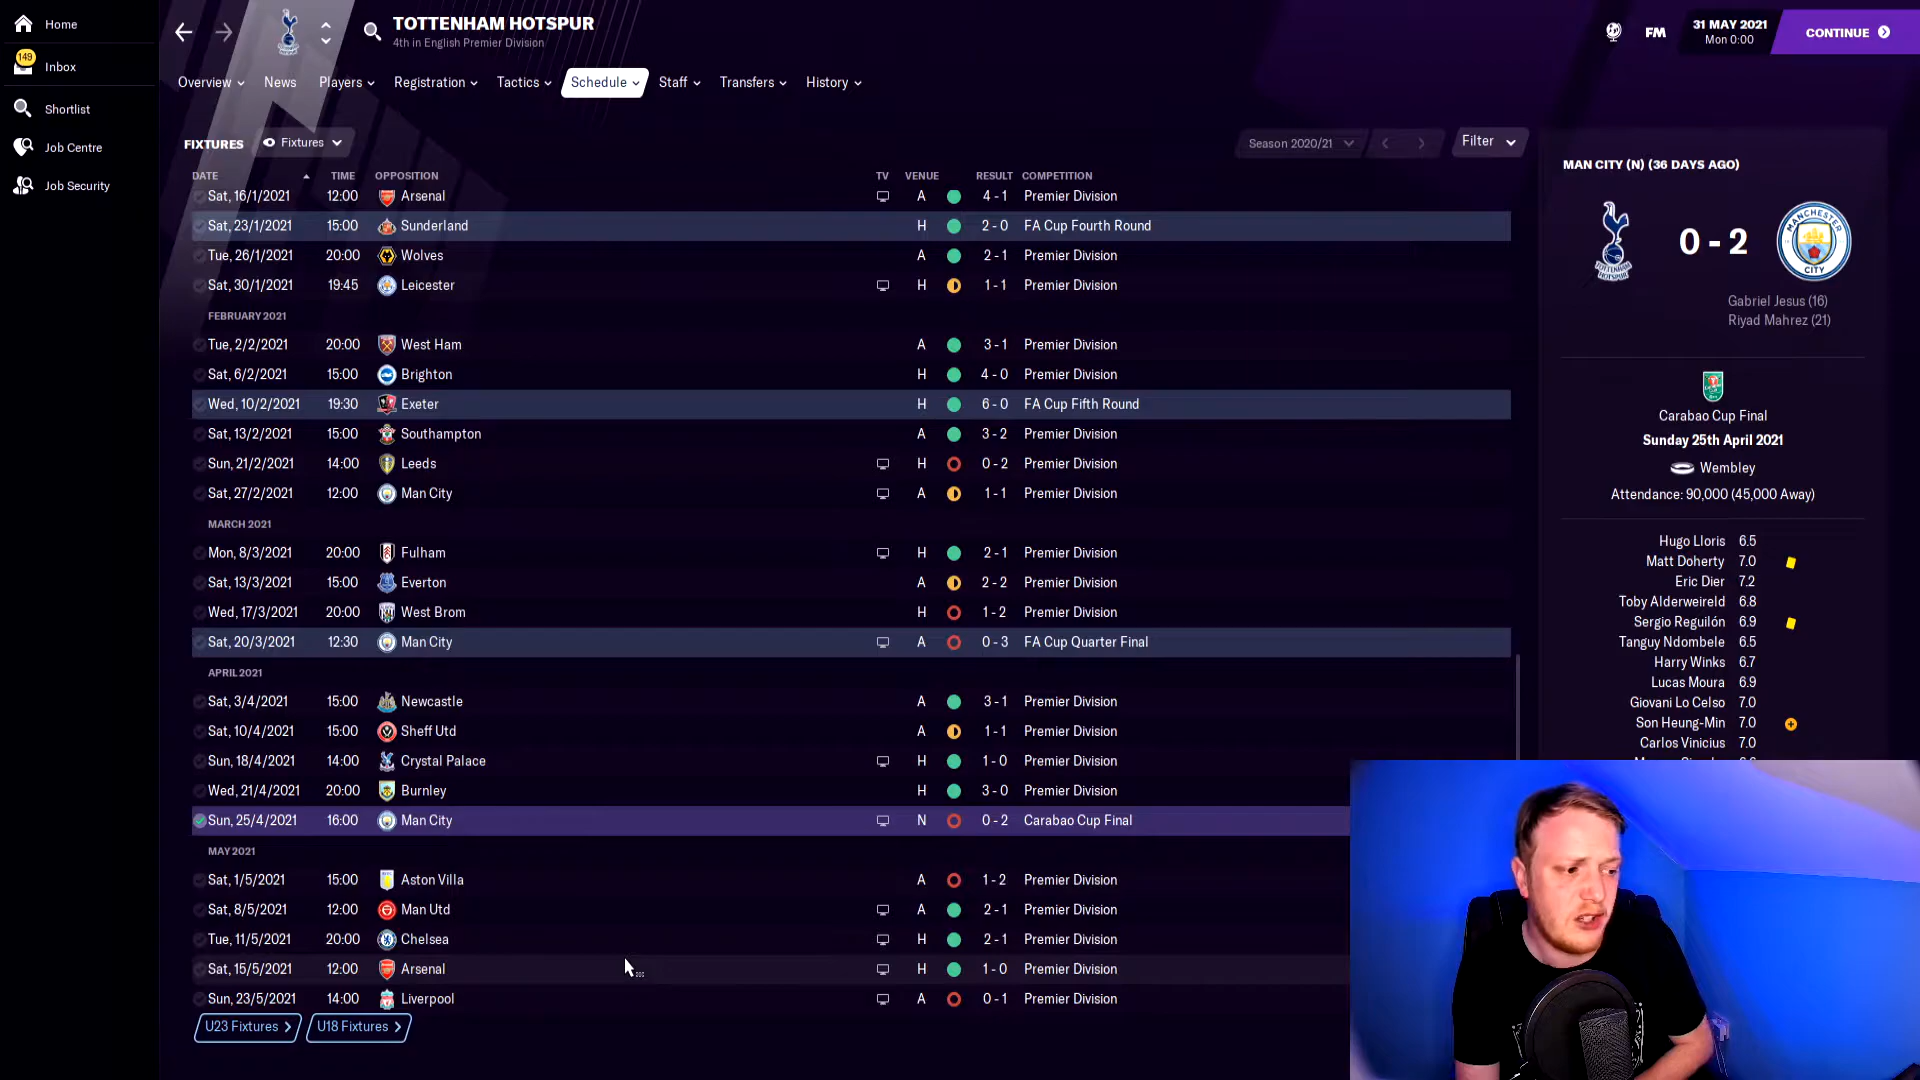 Home
149
Inbox
Shortlist
Job Centre
Job Security
TOTTENHAM HOTSPUR
4th in English Premier Division
FM
31 MAY 2021
Mon 0:00
CONTINUE
Overview News Players Registration Tactics Schedule Staff Transfers History
FIXTURES Fixtures Season 2020/21 Filter
DATE TIME OPPOSITION TV VENUE RESULT COMPETITION
Sat, 16/1/2021 12:00 Arsenal A 4 - 1 Premier Division
Sat, 23/1/2021 15:00 Sunderland H 2 - 0 FA Cup Fourth Round
Tue, 26/1/2021 20:00 Wolves A 2 - 1 Premier Division
Sat, 30/1/2021 19:45 Leicester H 1 - 1 Premier Division
FEBRUARY 2021
Tue, 2/2/2021 20:00 West Ham A 3 - 1 Premier Division
Sat, 6/2/2021 15:00 Brighton H 4 - 0 Premier Division
Wed, 10/2/2021 19:30 Exeter H 6 - 0 FA Cup Fifth Round
Sat, 13/2/2021 15:00 Southampton A 3 - 2 Premier Division
Sun, 21/2/2021 14:00 Leeds H 0 - 2 Premier Division
Sat, 27/2/2021 12:00 Man City A 1 - 1 Premier Division
MARCH 2021
Mon, 8/3/2021 20:00 Fulham H 2 - 1 Premier Division
Sat, 13/3/2021 15:00 Everton A 2 - 2 Premier Division
Wed, 17/3/2021 20:00 West Brom H 1 - 2 Premier Division
Sat, 20/3/2021 12:30 Man City A 0 - 3 FA Cup Quarter Final
APRIL 2021
Sat, 3/4/2021 15:00 Newcastle A 3 - 1 Premier Division
Sat, 10/4/2021 15:00 Sheff Utd A 1 - 1 Premier Division
Sun, 18/4/2021 14:00 Crystal Palace H 1 - 0 Premier Division
Wed, 21/4/2021 20:00 Burnley H 3 - 0 Premier Division
Sun, 25/4/2021 16:00 Man City N 0 - 2 Carabao Cup Final
MAY 2021
Sat, 1/5/2021 15:00 Aston Villa A 1 - 2 Premier Division
Sat, 8/5/2021 12:00 Man Utd A 2 - 1 Premier Division
Tue, 11/5/2021 20:00 Chelsea H 2 - 1 Premier Division
Sat, 15/5/2021 12:00 Arsenal H 1 - 0 Premier Division
Sun, 23/5/2021 14:00 Liverpool A 0 - 1 Premier Division
U23 Fixtures U18 Fixtures
MAN CITY (N) (36 DAYS AGO)
TOTTENHAM HOTSPUR
0 - 2
MANCHESTER CITY
Gabriel Jesus (16)
Riyad Mahrez (21)
Carabao Cup Final
Sunday 25th April 2021
Wembley
Attendance: 90,000 (45,000 Away)
Hugo Lloris 6.5
Matt Doherty 7.0
Eric Dier 7.2
Toby Alderweireld 6.8
Sergio Reguilón 6.9
Tanguy Ndombele 6.5
Harry Winks 6.7
Lucas Moura 6.9
Giovani Lo Celso 7.0
Son Heung-Min 7.0
Carlos Vinicius 7.0